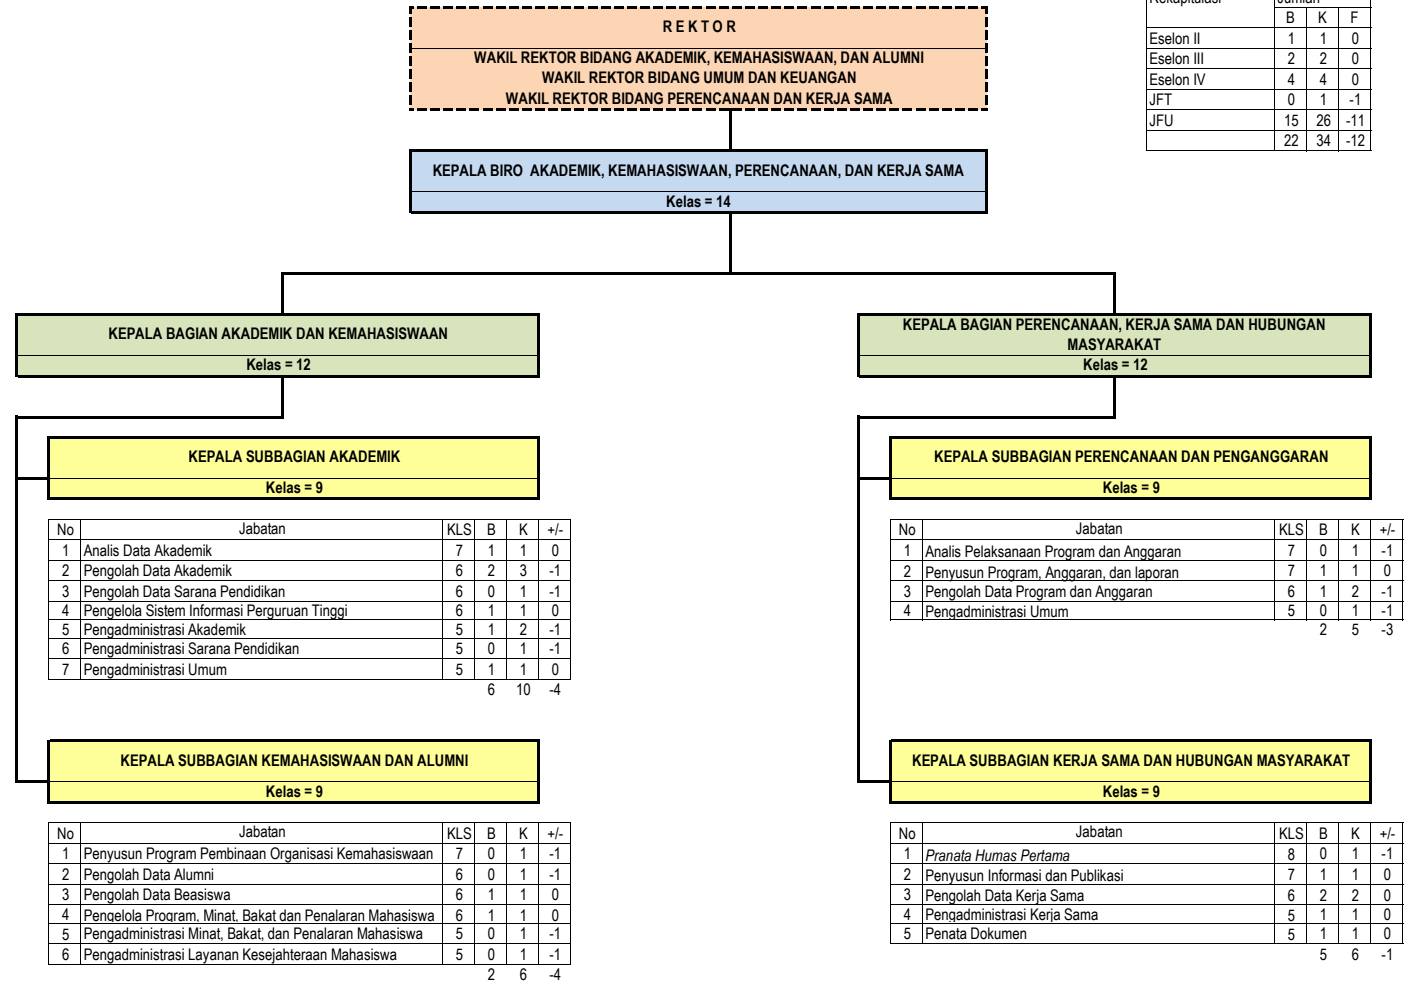 R E K T O R
WAKIL REKTOR BIDANG AKADEMIK, KEMAHASISWAAN, DAN ALUMNI
WAKIL REKTOR BIDANG UMUM DAN KEUANGAN
WAKIL REKTOR BIDANG PERENCANAAN DAN KERJA SAMA
Rekapitulasi Jumlah
B K F
Eselon II 1 1 0
Eselon III 2 2 0
Eselon IV 4 4 0
JFT 0 1 -1
JFU 15 26 -11
22 34 -12
KEPALA BIRO AKADEMIK, KEMAHASISWAAN, PERENCANAAN, DAN KERJA SAMA
Kelas = 14
KEPALA BAGIAN AKADEMIK DAN KEMAHASISWAAN
Kelas = 12
KEPALA BAGIAN PERENCANAAN, KERJA SAMA DAN HUBUNGAN
MASYARAKAT
Kelas = 12
KEPALA SUBBAGIAN AKADEMIK
Kelas = 9
No Jabatan KLS B K +/-
1 Analis Data Akademik 7 1 1 0
2 Pengolah Data Akademik 6 2 3 -1
3 Pengolah Data Sarana Pendidikan 6 0 1 -1
4 Pengelola Sistem Informasi Perguruan Tinggi 6 1 1 0
5 Pengadministrasi Akademik 5 1 2 -1
6 Pengadministrasi Sarana Pendidikan 5 0 1 -1
7 Pengadministrasi Umum 5 1 1 0
6 10 -4
KEPALA SUBBAGIAN PERENCANAAN DAN PENGANGGARAN
Kelas = 9
No Jabatan KLS B K +/-
1 Analis Pelaksanaan Program dan Anggaran 7 0 1 -1
2 Penyusun Program, Anggaran, dan laporan 7 1 1 0
3 Pengolah Data Program dan Anggaran 6 1 2 -1
4 Pengadministrasi Umum 5 0 1 -1
2 5 -3
KEPALA SUBBAGIAN KEMAHASISWAAN DAN ALUMNI
Kelas = 9
No Jabatan KLS B K +/-
1 Penyusun Program Pembinaan Organisasi Kemahasiswaan 7 0 1 -1
2 Pengolah Data Alumni 6 0 1 -1
3 Pengolah Data Beasiswa 6 1 1 0
4 Pengelola Program, Minat, Bakat dan Penalaran Mahasiswa 6 1 1 0
5 Pengadministrasi Minat, Bakat, dan Penalaran Mahasiswa 5 0 1 -1
6 Pengadministrasi Layanan Kesejahteraan Mahasiswa 5 0 1 -1
2 6 -4
KEPALA SUBBAGIAN KERJA SAMA DAN HUBUNGAN MASYARAKAT
Kelas = 9
No Jabatan KLS B K +/-
1 Pranata Humas Pertama 8 0 1 -1
2 Penyusun Informasi dan Publikasi 7 1 1 0
3 Pengolah Data Kerja Sama 6 2 2 0
4 Pengadministrasi Kerja Sama 5 1 1 0
5 Penata Dokumen 5 1 1 0
5 6 -1